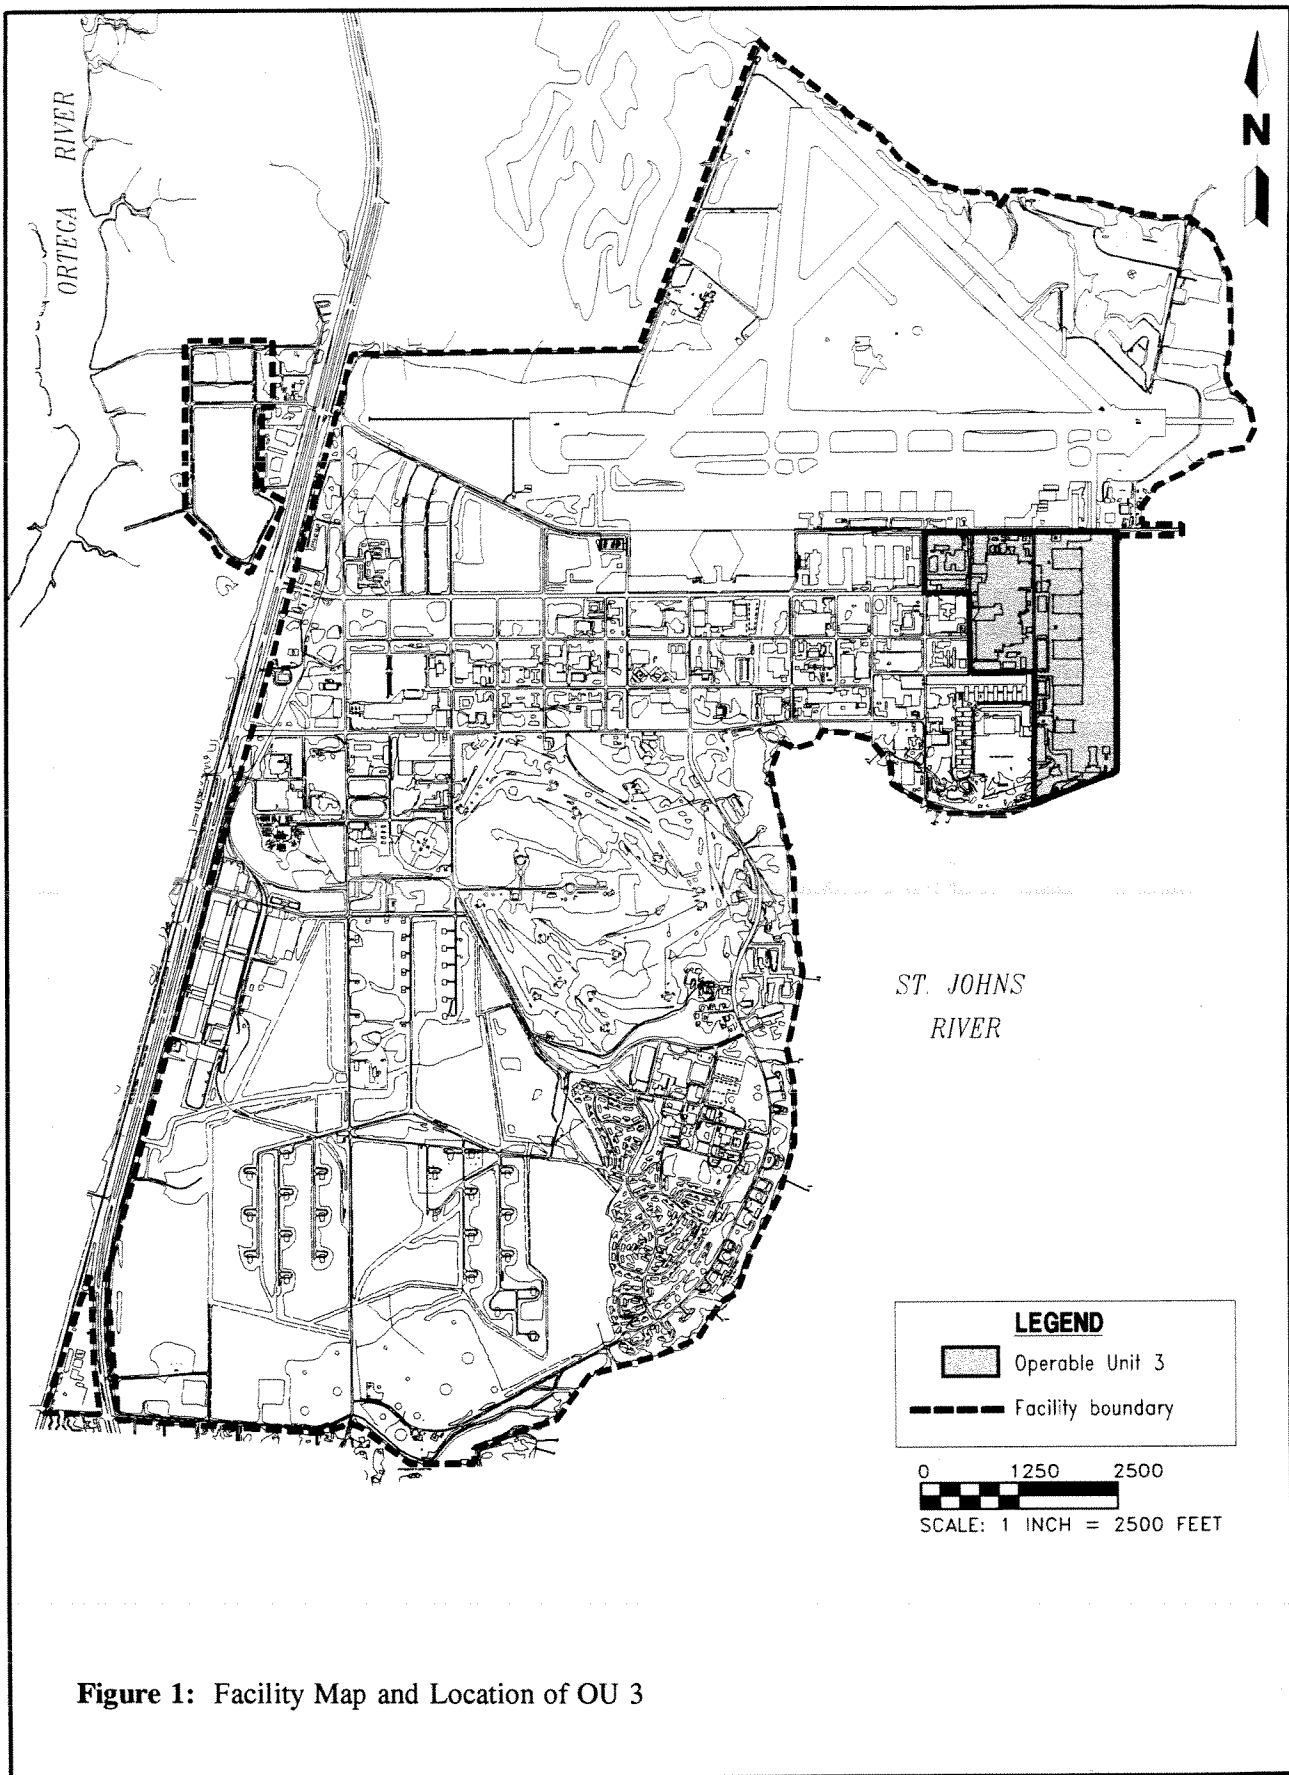 ORTEGA RIVER
N
ST. JOHNS
RIVER
LEGEND
Operable Unit 3
Facility boundary
0 1250 2500
SCALE: 1 INCH = 2500 FEET
Figure 1: Facility Map and Location of OU 3